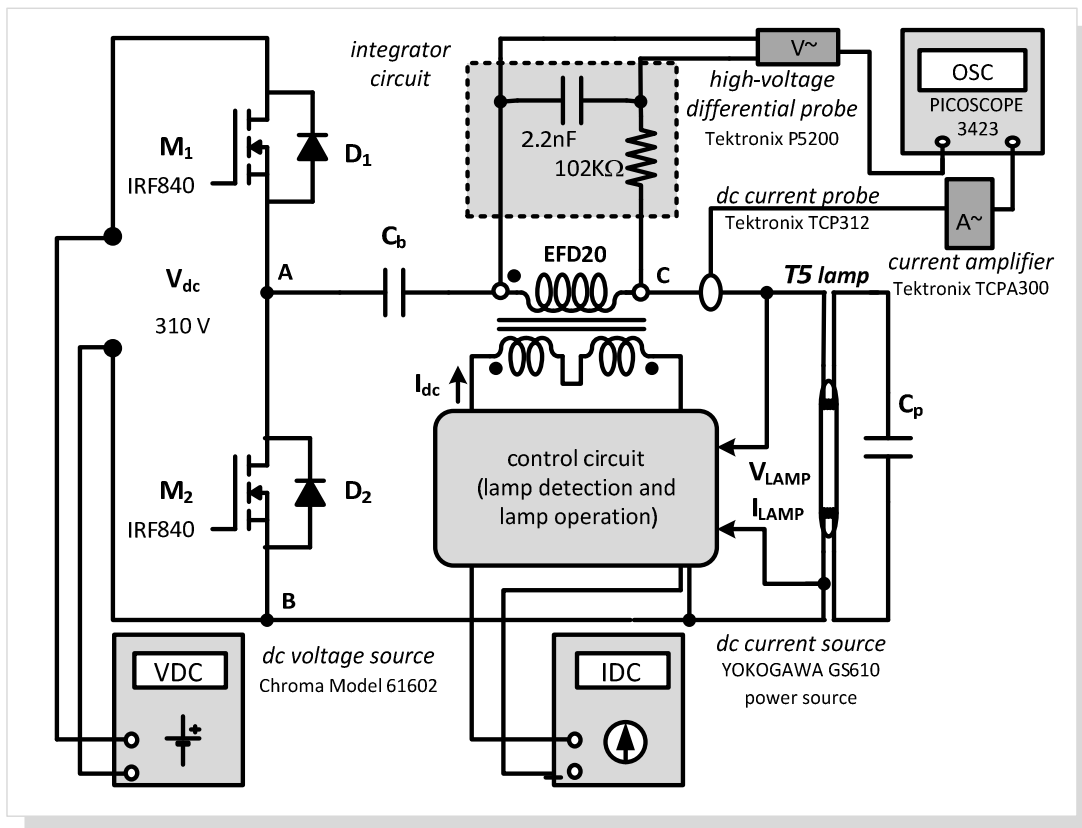 integrator
circuit
V~
OSC
PICOSCOPE
3423
high-voltage
differential probe
Tektronix P5200
2.2nF
102KΩ
M1
IRF840
D1
dc current probe
Tektronix TCP312
A~
current amplifier
Tektronix TCPA300
Cb
EFD20
A
C
T5 lamp
Vdc
310 V
Idc
Cp
control circuit
(lamp detection and
lamp operation)
VLAMP
ILAMP
M2
IRF840
D2
B
VDC
+
dc voltage source
Chroma Model 61602
IDC
dc current source
YOKOGAWA GS610
power source